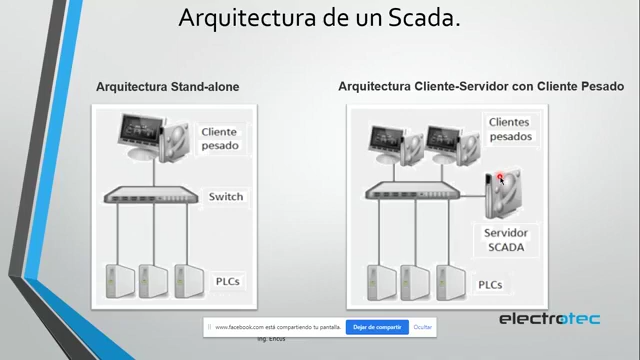 Arquitectura de un Scada.
Arquitectura Stand-alone
Cliente
pesado
Switch
PLCs
Arquitectura Cliente-Servidor con Cliente Pesado
Clientes
pesados
Servidor
SCADA
PLCs
electrotec
www.facebook.com está compartiendo tu pantalla.
Dejar de compartir
Ocultar
Ing.